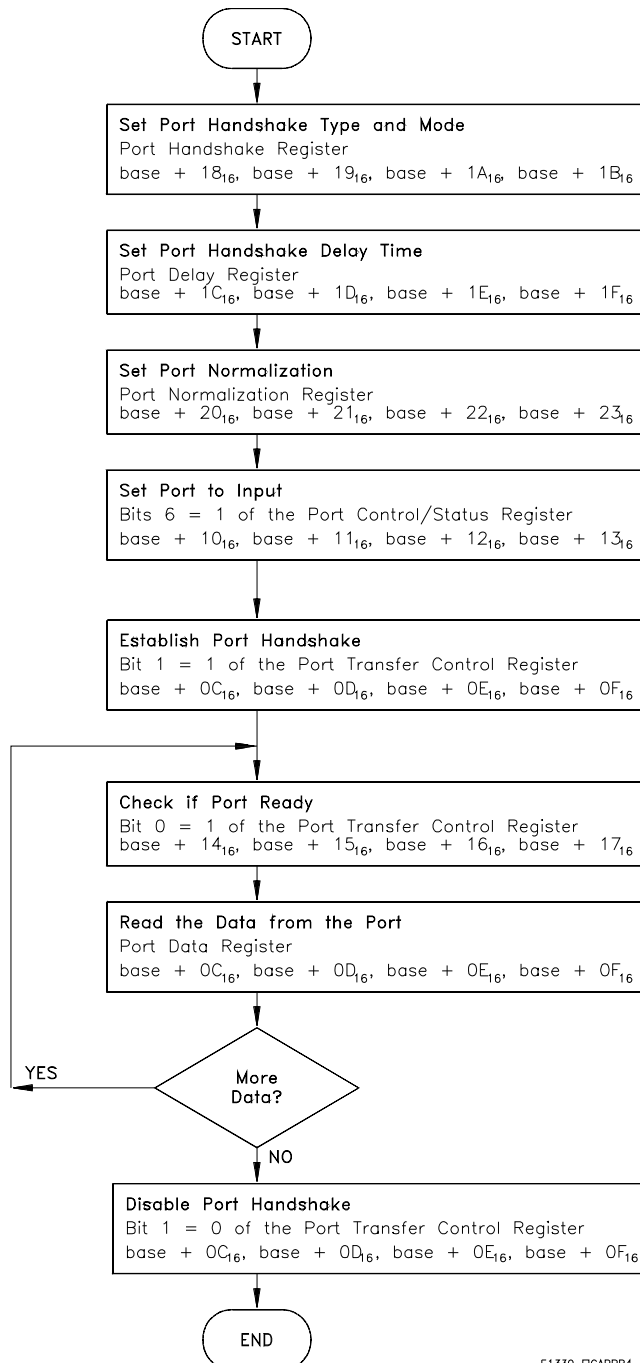 START
Set Port Handshake Type and Mode
Port Handshake Register
base + 18₁₆, base + 19₁₆, base + 1A₁₆, base + 1B₁₆
Set Port Handshake Delay Time
Port Delay Register
base + 1C₁₆, base + 1D₁₆, base + 1E₁₆, base + 1F₁₆
Set Port Normalization
Port Normalization Register
base + 20₁₆, base + 21₁₆, base + 22₁₆, base + 23₁₆
Set Port to Input
Bits 6 = 1 of the Port Control/Status Register
base + 10₁₆, base + 11₁₆, base + 12₁₆, base + 13₁₆
Establish Port Handshake
Bit 1 = 1 of the Port Transfer Control Register
base + 0C₁₆, base + 0D₁₆, base + 0E₁₆, base + 0F₁₆
Check if Port Ready
Bit 0 = 1 of the Port Transfer Control Register
base + 14₁₆, base + 15₁₆, base + 16₁₆, base + 17₁₆
Read the Data from the Port
Port Data Register
base + 0C₁₆, base + 0D₁₆, base + 0E₁₆, base + 0F₁₆
YES
More
Data?
NO
Disable Port Handshake
Bit 1 = 0 of the Port Transfer Control Register
base + 0C₁₆, base + 0D₁₆, base + 0E₁₆, base + 0F₁₆
END